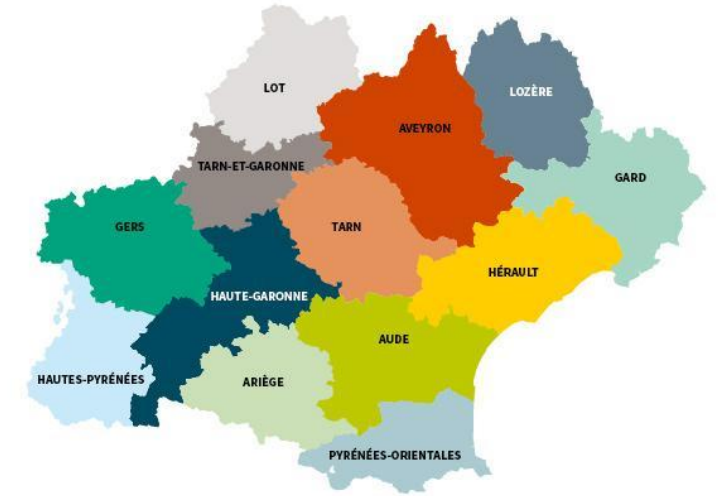 LOT
LOZÈRE
AVEYRON
TARN-ET-GARONNE
GARD
GERS
TARN
HÉRAULT
HAUTE-GARONNE
AUDE
HAUTES-PYRÉNÉES
ARIÈGE
PYRÉNÉES-ORIENTALES